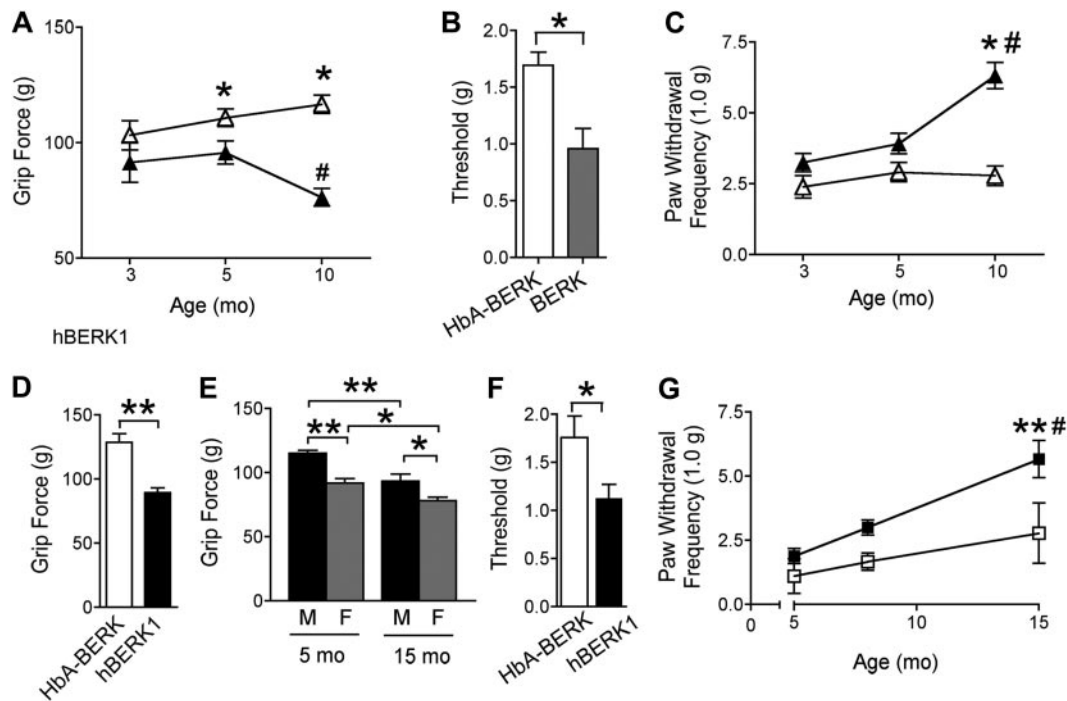 A
Grip Force (g)
150
100
50
*
*
#
3
5
10
Age (mo)
B
Threshold (g)
2.0
1.5
1.0
0.5
0.0
*
HbA-BERK
BERK
C
Paw Withdrawal
Frequency (1.0 g)
7.5
5.0
2.5
0.0
*#
3
5
10
Age (mo)
hBERK1
D
Grip Force (g)
150
100
50
0
**
HbA-BERK
hBERK1
E
Grip Force (g)
150
100
50
0
**
**
*
*
M F M F
5 mo 15 mo
F
Threshold (g)
2.0
1.5
1.0
0.5
0.0
*
HbA-BERK
hBERK1
G
Paw Withdrawal
Frequency (1.0 g)
7.5
5.0
2.5
0.0
**#
0
5
10
15
Age (mo)